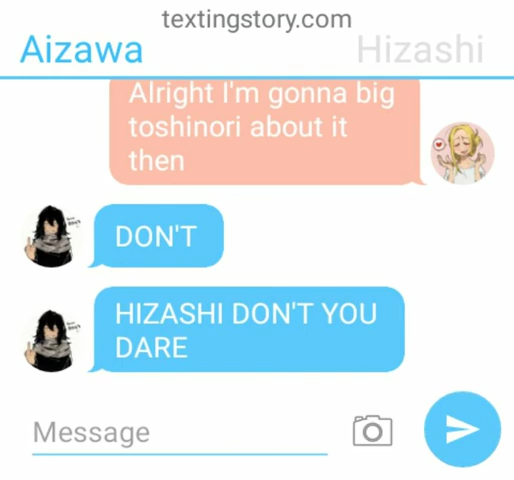 textingstory.com
Aizawa
Hizashi
Alright I'm gonna big
toshinori about it
then
DON'T
HIZASHI DON'T YOU
DARE
Message